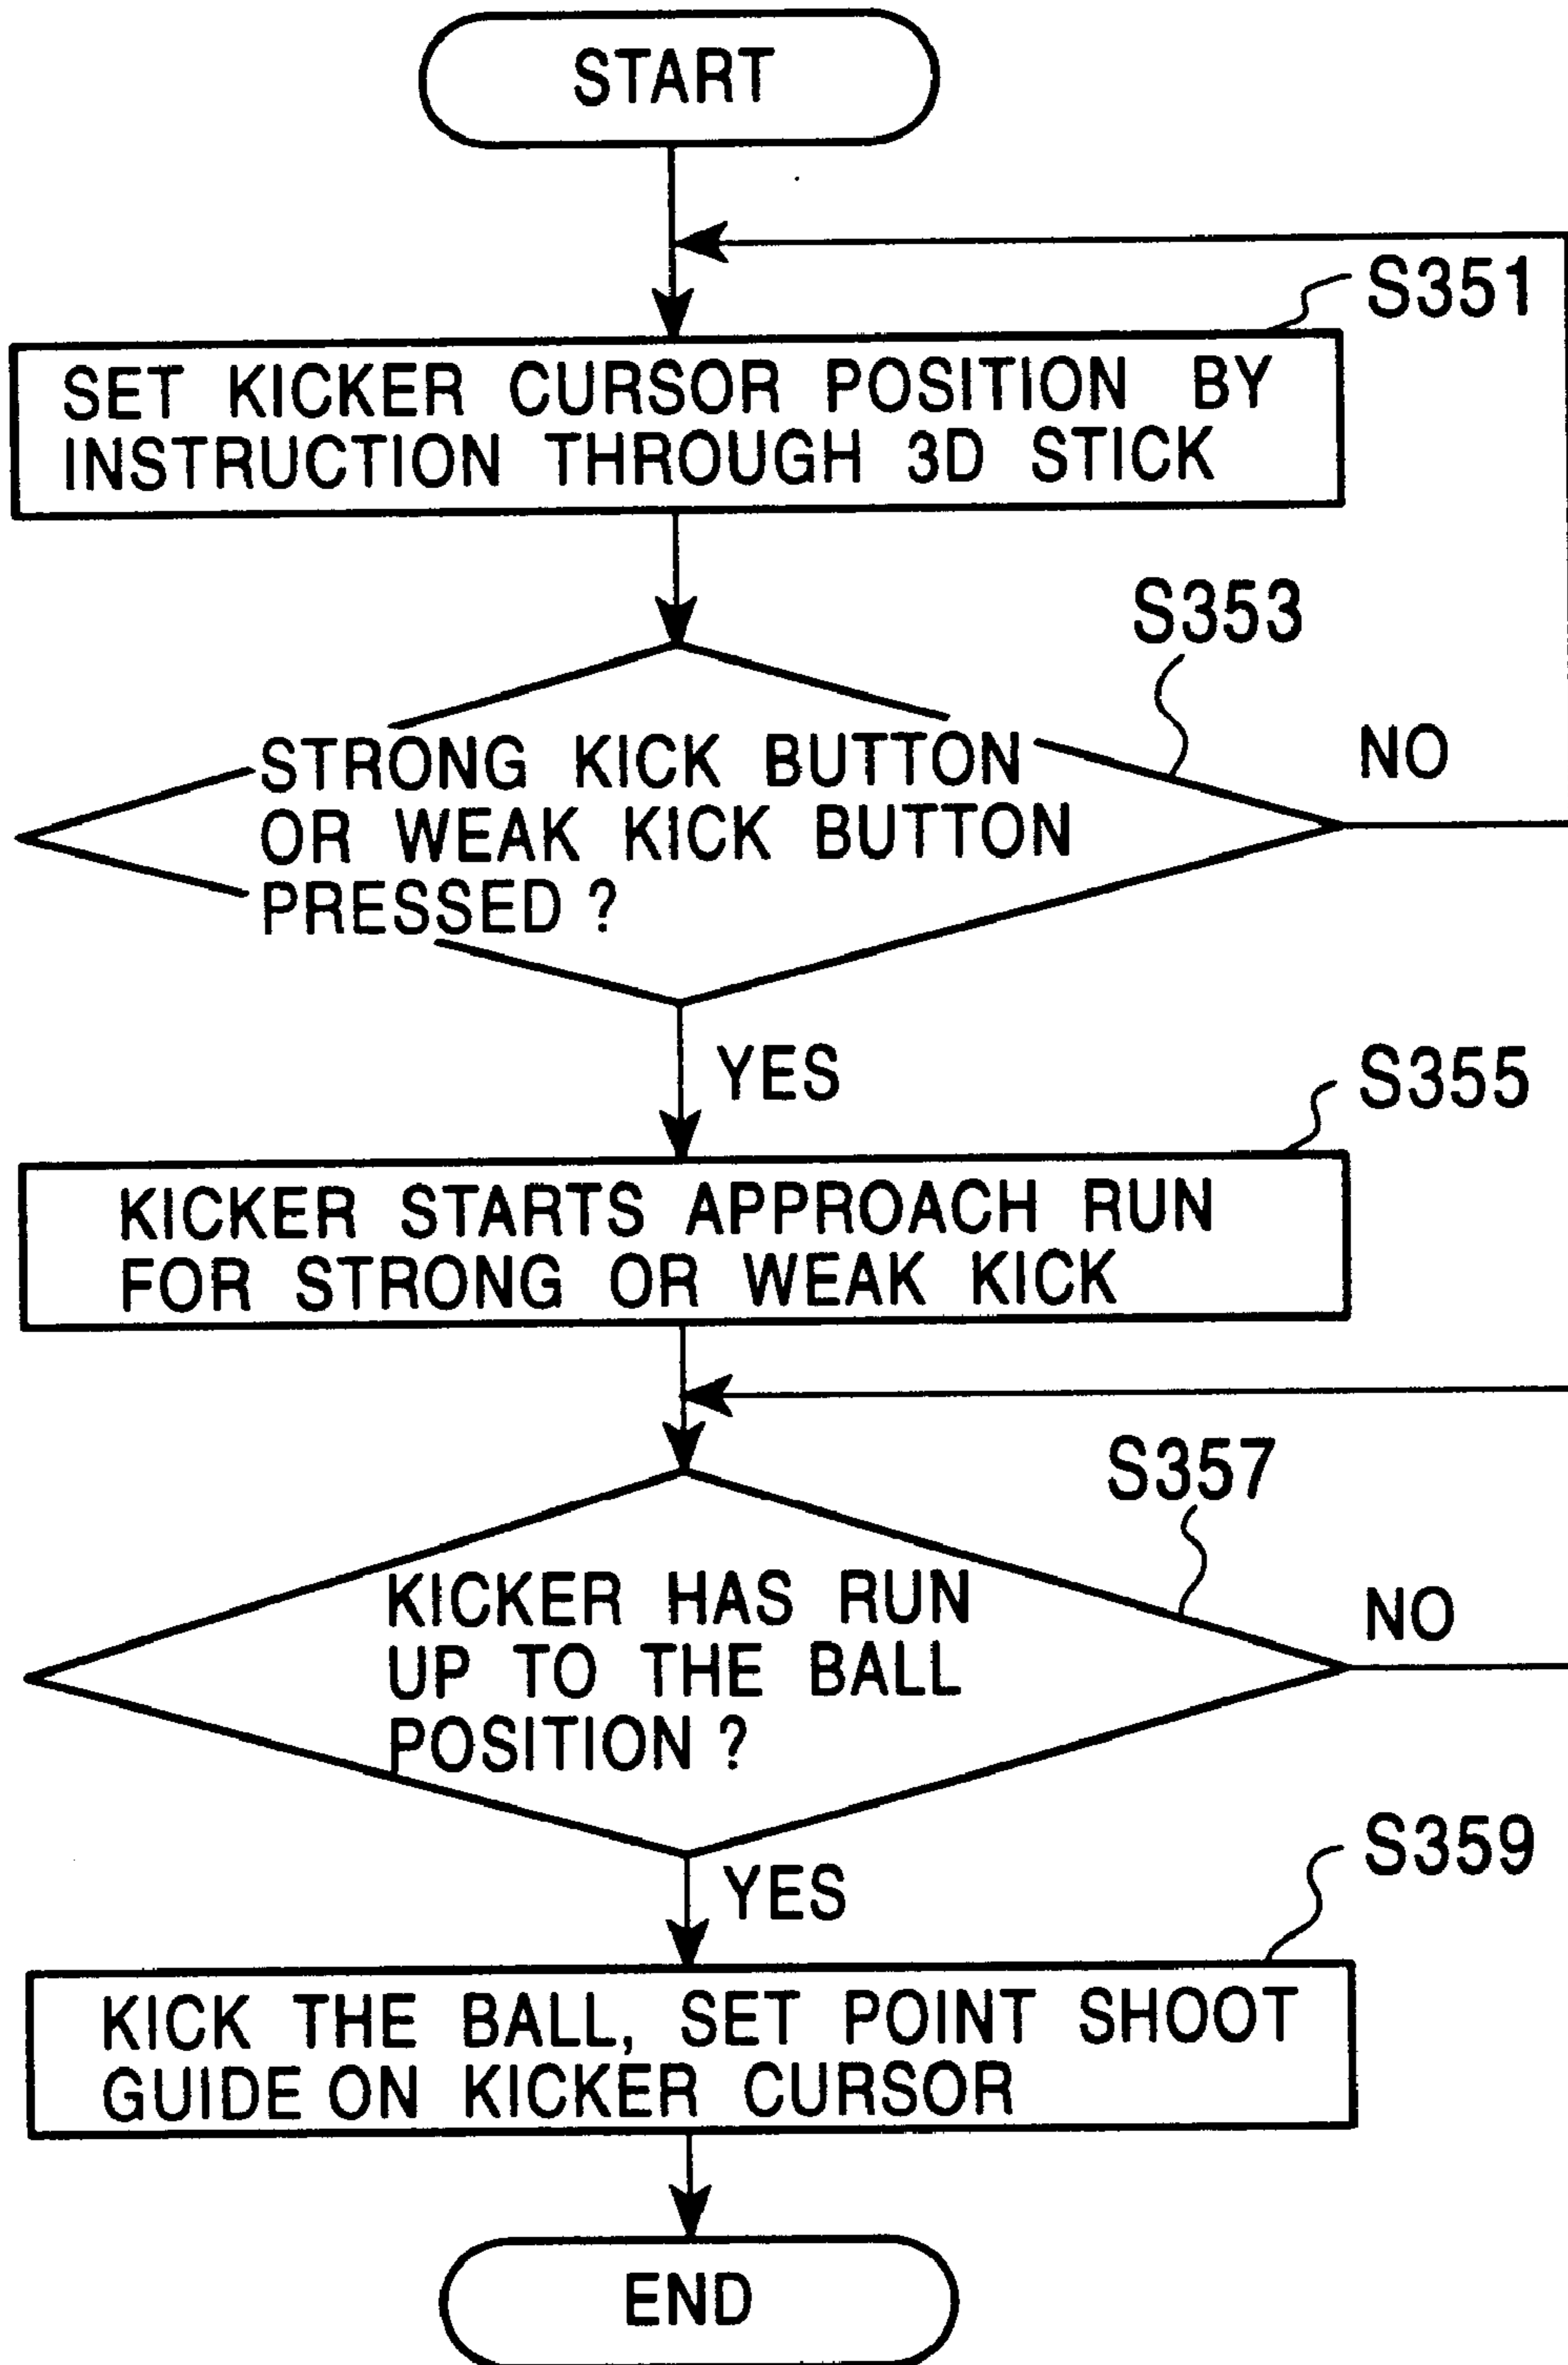 START
S351
SET KICKER CURSOR POSITION BY
INSTRUCTION THROUGH 3D STICK
S353
STRONG KICK BUTTON
OR WEAK KICK BUTTON
PRESSED ?
NO
YES
S355
KICKER STARTS APPROACH RUN
FOR STRONG OR WEAK KICK
S357
KICKER HAS RUN
UP TO THE BALL
POSITION ?
NO
YES
S359
KICK THE BALL, SET POINT SHOOT
GUIDE ON KICKER CURSOR
END